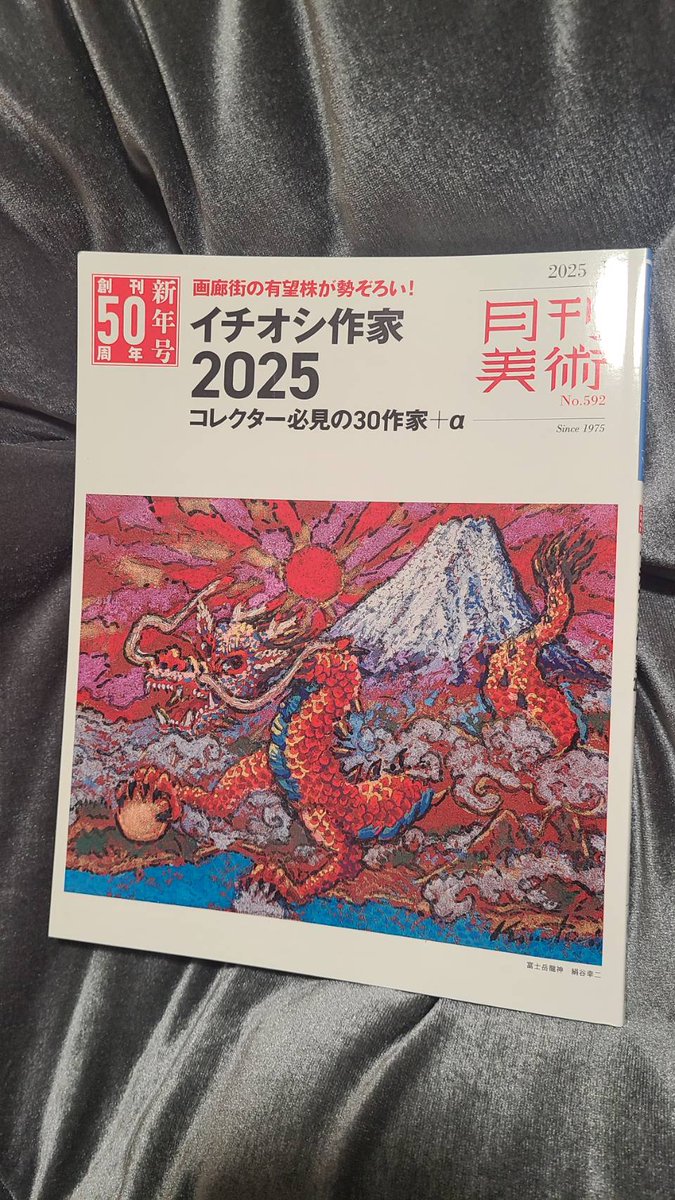 創刊
50
周年
新年号
画廊街の有望株が勢ぞろい!
イチオシ作家
2025
コレクター必見の30作家+α
2025
月刊
美術
No.592
Since 1975
富士岳龍神 絹谷幸二